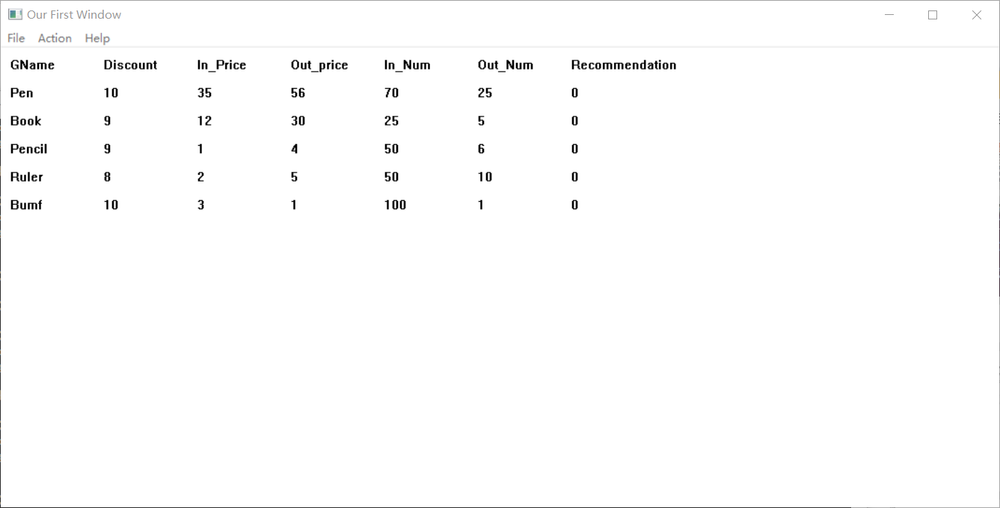 Our First Window
File Action Help
GName Discount In_Price Out_price In_Num Out_Num Recommendation
Pen 10 35 56 70 25 0
Book 9 12 30 25 5 0
Pencil 9 1 4 50 6 0
Ruler 8 2 5 50 10 0
Bumf 10 3 1 100 1 0